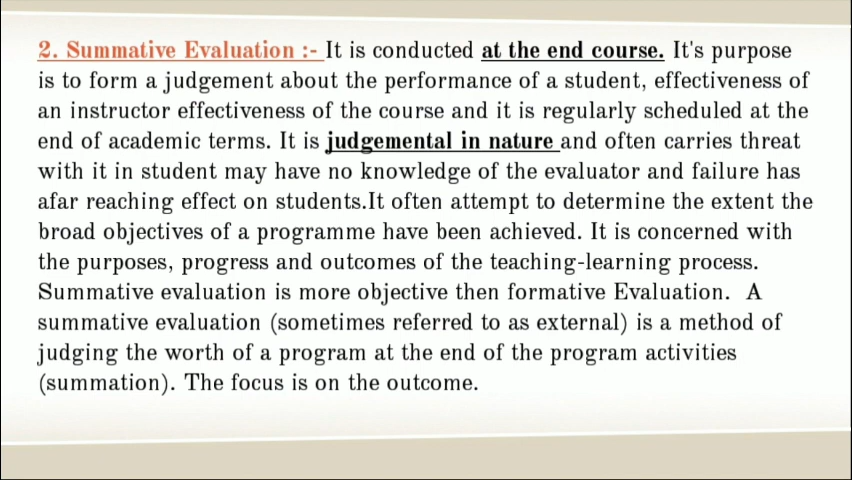 2. Summative Evaluation :- It is conducted at the end course. It's purpose
is to form a judgement about the performance of a student, effectiveness of
an instructor effectiveness of the course and it is regularly scheduled at the
end of academic terms. It is judgemental in nature and often carries threat
with it in student may have no knowledge of the evaluator and failure has
afar reaching effect on students.It often attempt to determine the extent the
broad objectives of a programme have been achieved. It is concerned with
the purposes, progress and outcomes of the teaching-learning process.
Summative evaluation is more objective then formative Evaluation. A
summative evaluation (sometimes referred to as external) is a method of
judging the worth of a program at the end of the program activities
(summation). The focus is on the outcome.